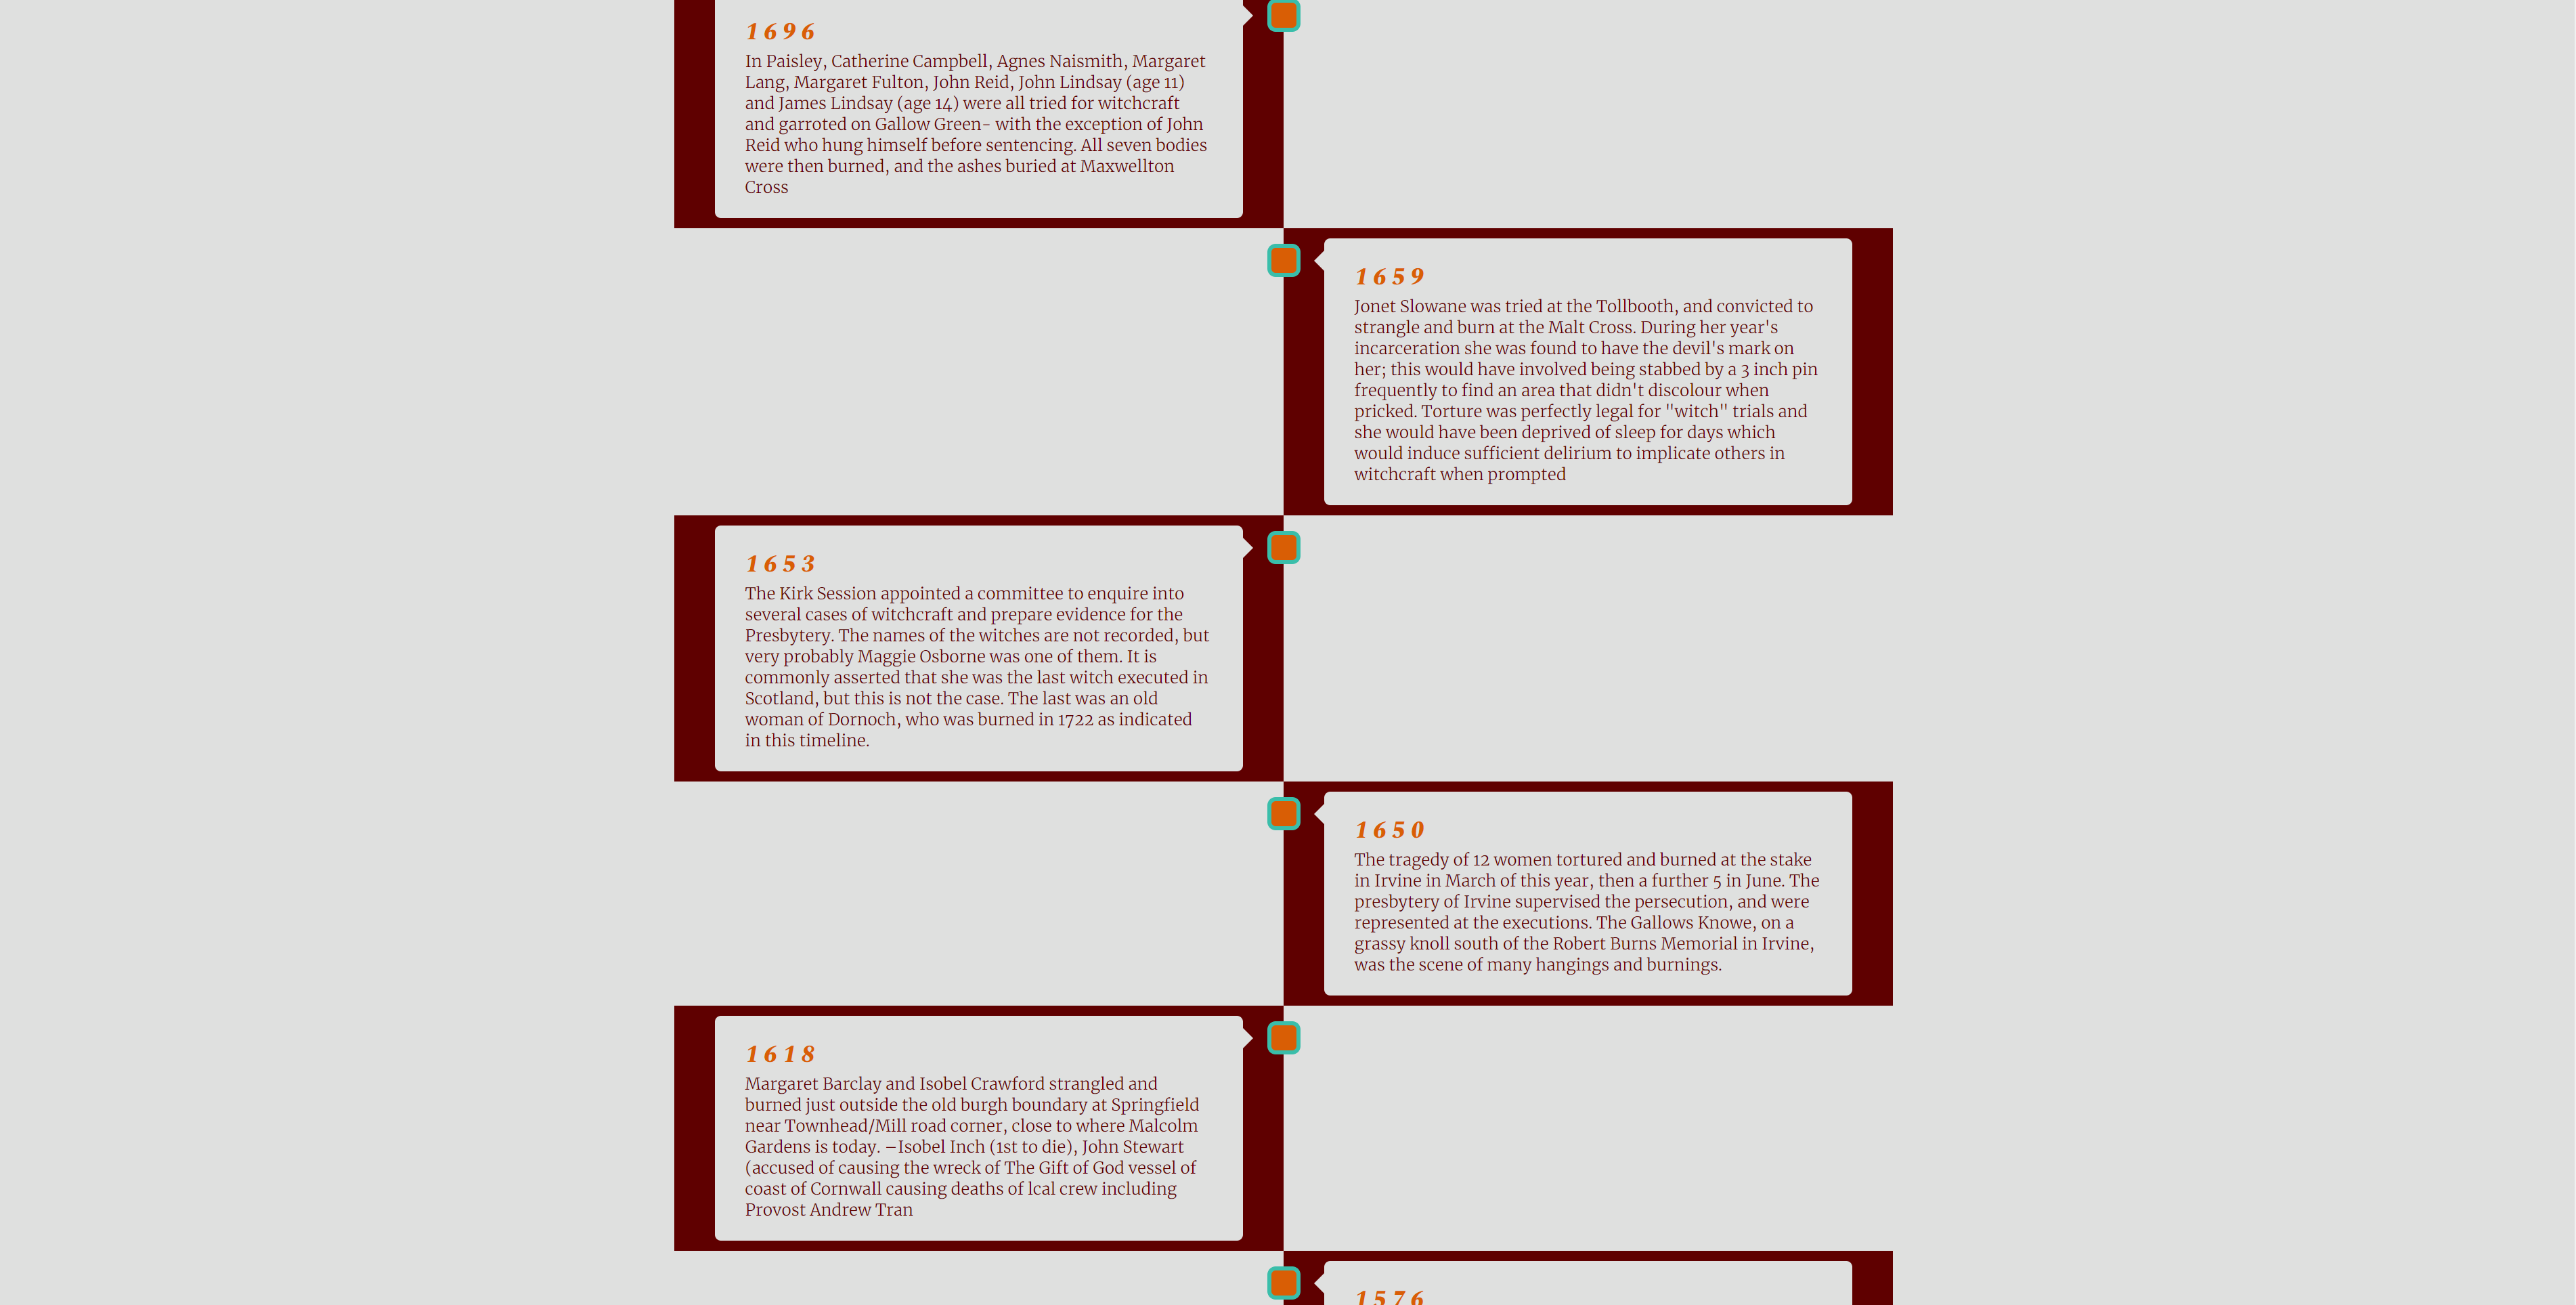 1696
In Paisley, Catherine Campbell, Agnes Naismith, Margaret
Lang, Margaret Fulton, John Reid, John Lindsay (age 11)
and James Lindsay (age 14) were all tried for witchcraft
and garroted on Gallow Green- with the exception of John
Reid who hung himself before sentencing. All seven bodies
were then burned, and the ashes buried at Maxwellton
Cross
1659
Jonet Slowane was tried at the Tollbooth, and convicted to
strangle and burn at the Malt Cross. During her year's
incarceration she was found to have the devil's mark on
her; this would have involved being stabbed by a 3 inch pin
frequently to find an area that didn't discolour when
pricked. Torture was perfectly legal for "witch" trials and
she would have been deprived of sleep for days which
would induce sufficient delirium to implicate others in
witchcraft when prompted
1653
The Kirk Session appointed a committee to enquire into
several cases of witchcraft and prepare evidence for the
Presbytery. The names of the witches are not recorded, but
very probably Maggie Osborne was one of them. It is
commonly asserted that she was the last witch executed in
Scotland, but this is not the case. The last was an old
woman of Dornoch, who was burned in 1722 as indicated
in this timeline.
1650
The tragedy of 12 women tortured and burned at the stake
in Irvine in March of this year, then a further 5 in June. The
presbytery of Irvine supervised the persecution, and were
represented at the executions. The Gallows Knowe, on a
grassy knoll south of the Robert Burns Memorial in Irvine,
was the scene of many hangings and burnings.
1618
Margaret Barclay and Isobel Crawford strangled and
burned just outside the old burgh boundary at Springfield
near Townhead/Mill road corner, close to where Malcolm
Gardens is today. –Isobel Inch (1st to die), John Stewart
(accused of causing the wreck of The Gift of God vessel of
coast of Cornwall causing deaths of lcal crew including
Provost Andrew Tran
1576